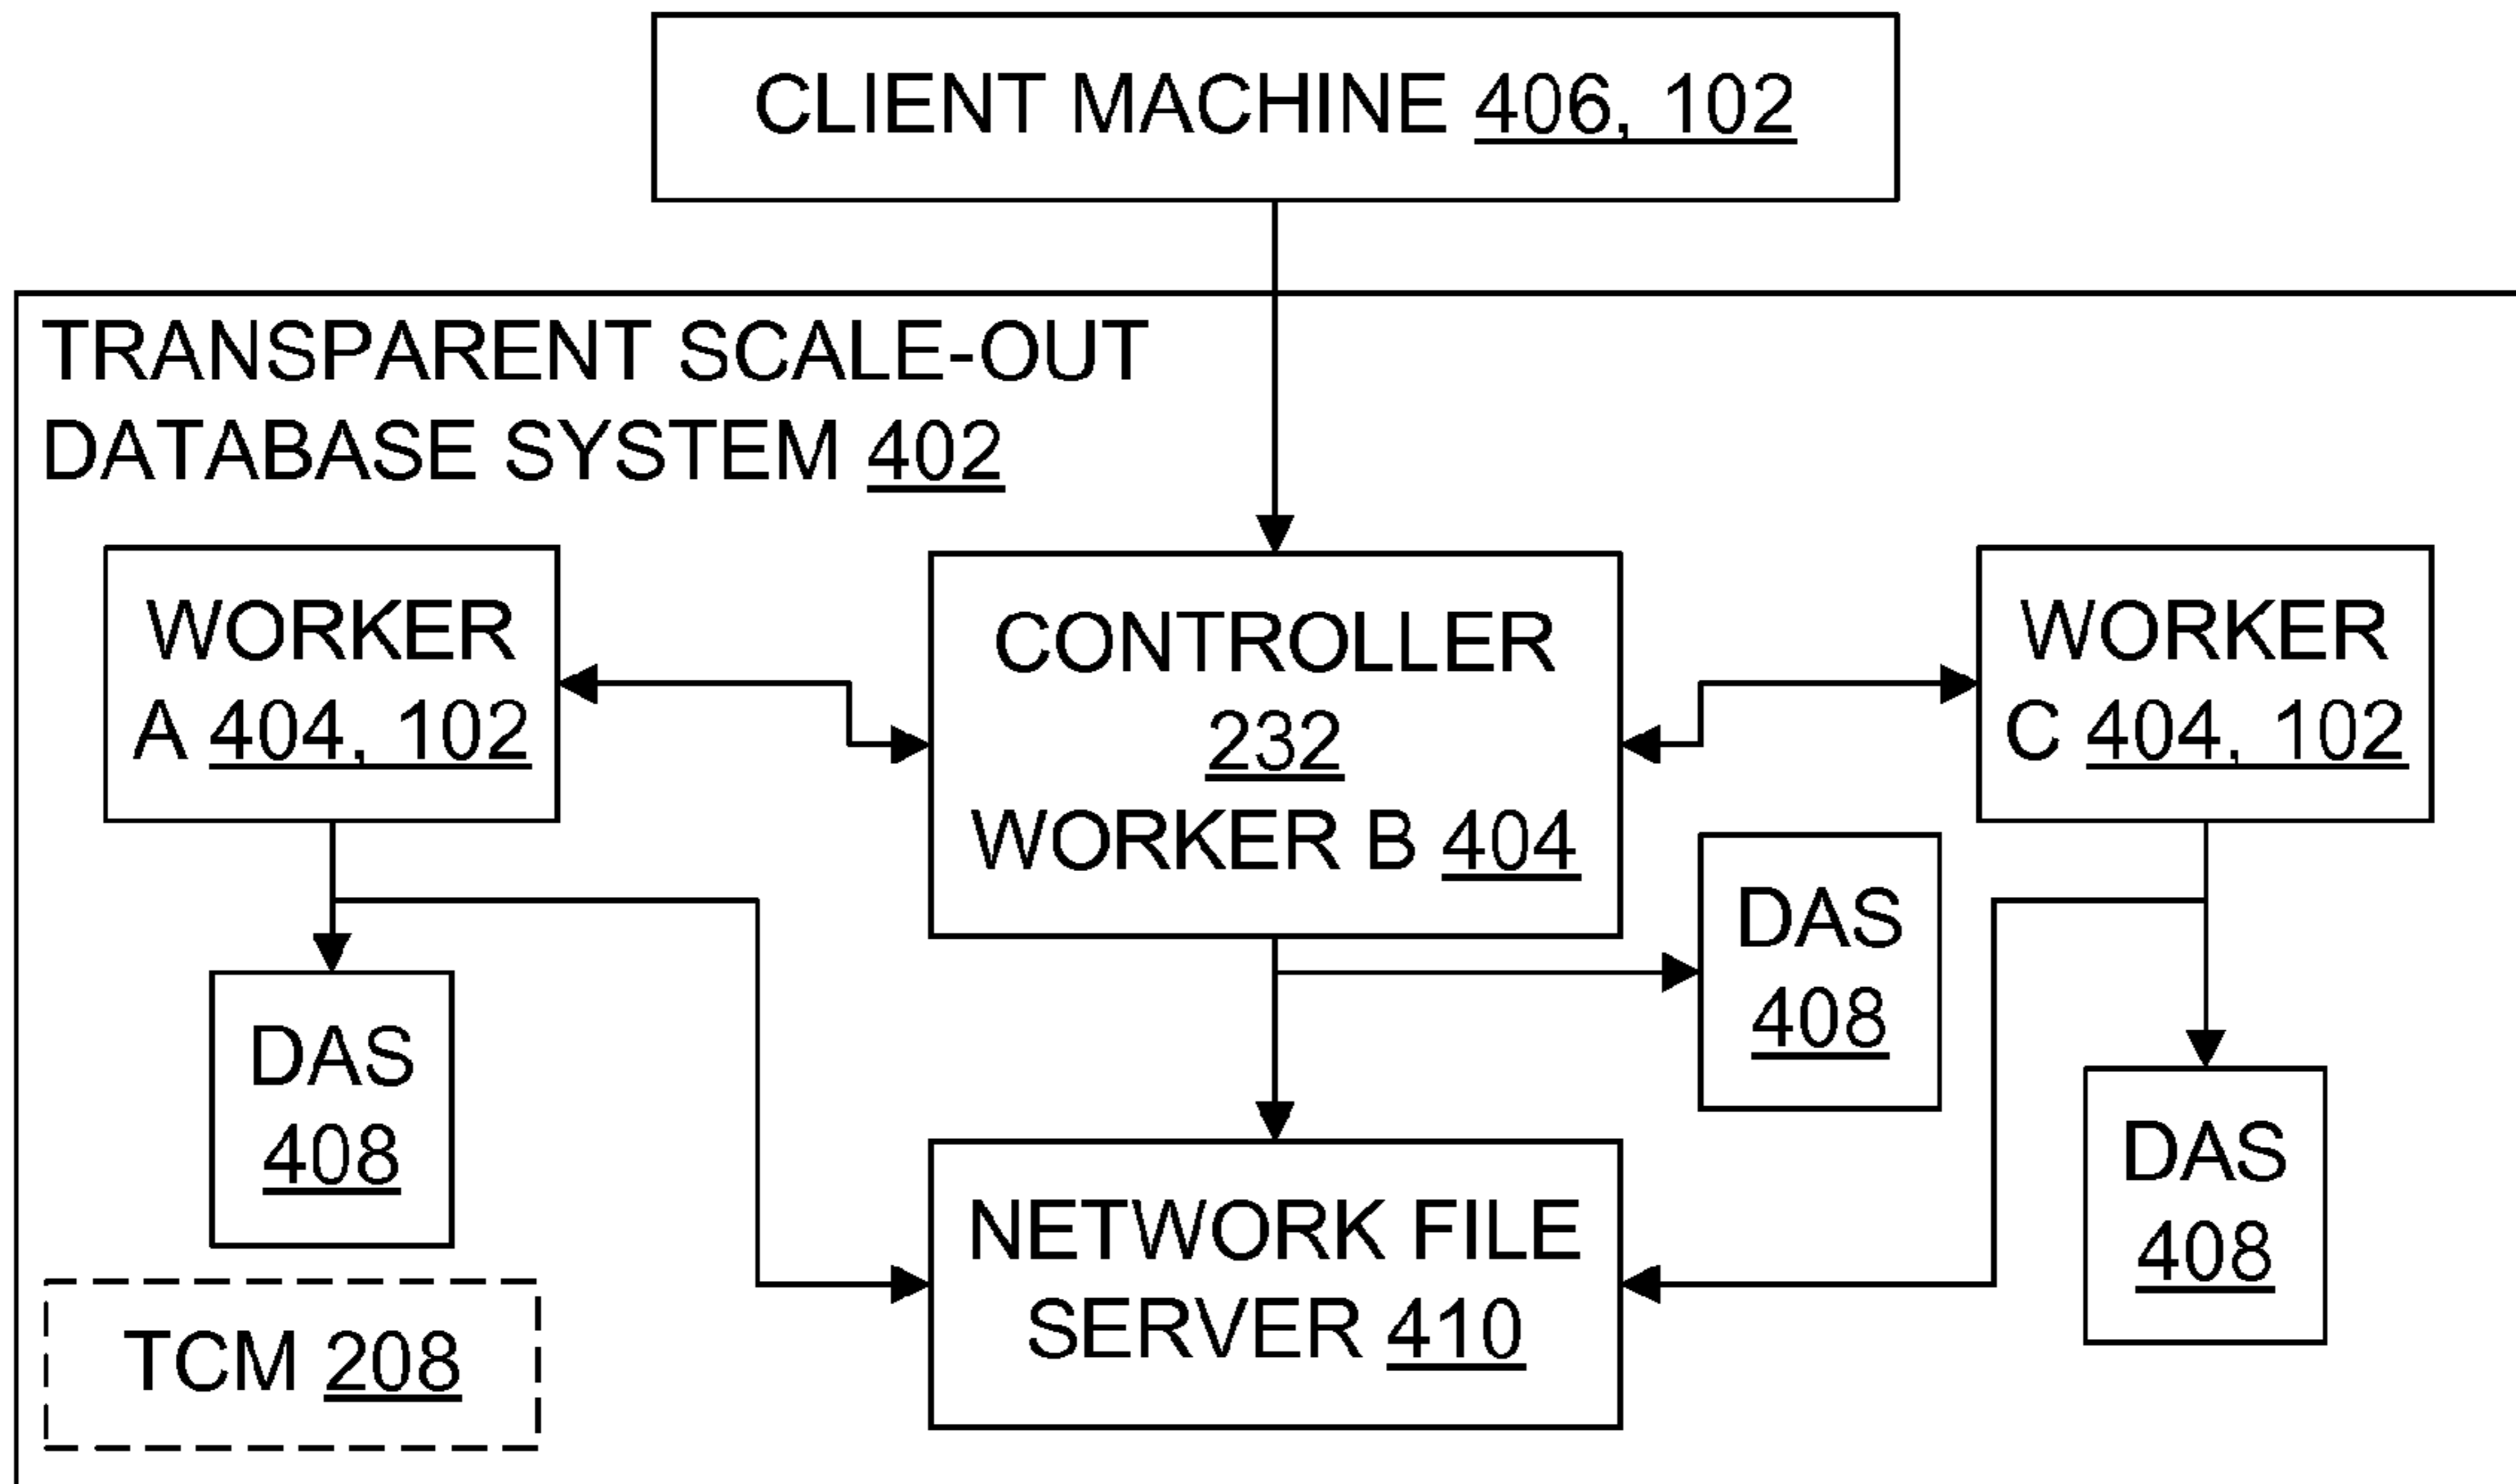 CLIENT MACHINE 406, 102
TRANSPARENT SCALE-OUT
DATABASE SYSTEM 402
WORKER
A 404, 102
CONTROLLER
232
WORKER B 404
WORKER
C 404, 102
DAS
408
DAS
408
DAS
408
NETWORK FILE
SERVER 410
TCM 208